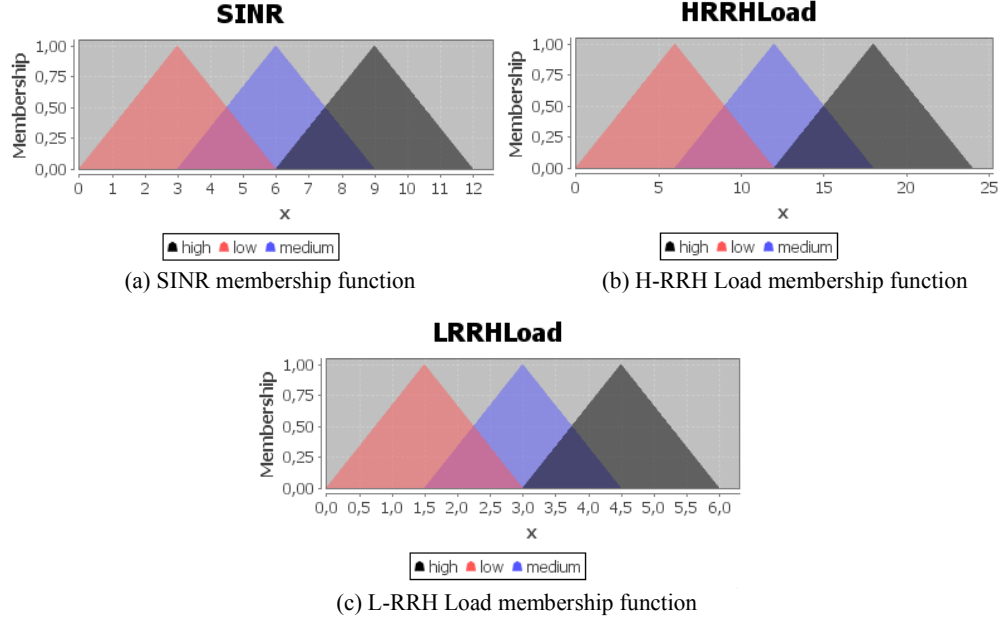 SINR
Membership
1,00
0,75
0,50
0,25
0,00
0 1 2 3 4 5 6 7 8 9 10 11 12
x
high low medium
(a) SINR membership function
HRRHLoad
Membership
1,00
0,75
0,50
0,25
0,00
0 5 10 15 20 25
x
high low medium
(b) H-RRH Load membership function
LRRHLoad
Membership
1,00
0,75
0,50
0,25
0,00
0,0 0,5 1,0 1,5 2,0 2,5 3,0 3,5 4,0 4,5 5,0 5,5 6,0
x
high low medium
(c) L-RRH Load membership function